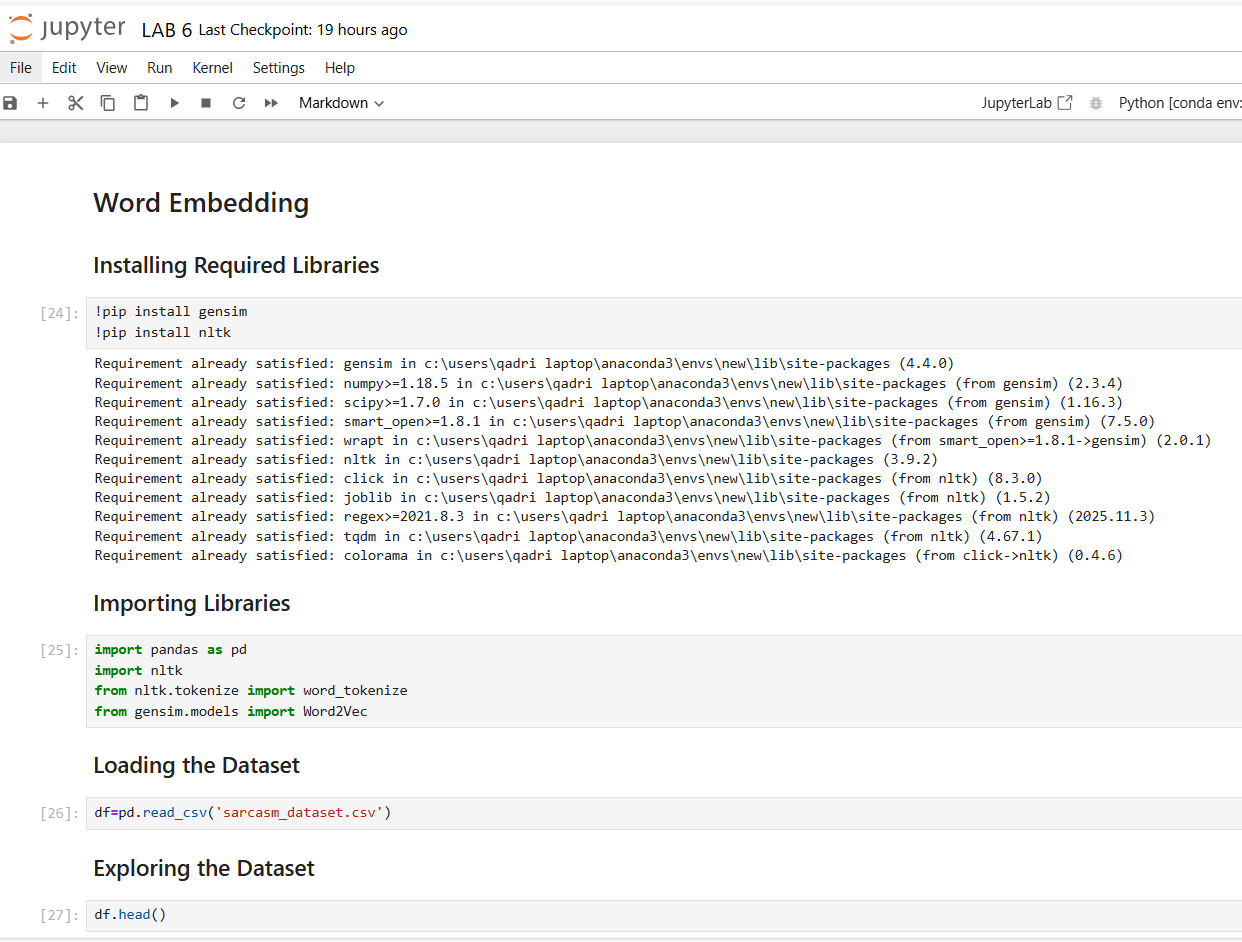 jupyter LAB 6 Last Checkpoint: 19 hours ago
File Edit View Run Kernel Settings Help
Markdown JupyterLab Python [conda env:
Word Embedding
Installing Required Libraries
[24]: !pip install gensim
!pip install nltk
Requirement already satisfied: gensim in c:\users\qadri laptop\anaconda3\envs\new\lib\site-packages (4.4.0)
Requirement already satisfied: numpy>=1.18.5 in c:\users\qadri laptop\anaconda3\envs\new\lib\site-packages (from gensim) (2.3.4)
Requirement already satisfied: scipy>=1.7.0 in c:\users\qadri laptop\anaconda3\envs\new\lib\site-packages (from gensim) (1.16.3)
Requirement already satisfied: smart_open>=1.8.1 in c:\users\qadri laptop\anaconda3\envs\new\lib\site-packages (from gensim) (7.5.0)
Requirement already satisfied: wrapt in c:\users\qadri laptop\anaconda3\envs\new\lib\site-packages (from smart_open>=1.8.1->gensim) (2.0.1)
Requirement already satisfied: nltk in c:\users\qadri laptop\anaconda3\envs\new\lib\site-packages (3.9.2)
Requirement already satisfied: click in c:\users\qadri laptop\anaconda3\envs\new\lib\site-packages (from nltk) (8.3.0)
Requirement already satisfied: joblib in c:\users\qadri laptop\anaconda3\envs\new\lib\site-packages (from nltk) (1.5.2)
Requirement already satisfied: regex>=2021.8.3 in c:\users\qadri laptop\anaconda3\envs\new\lib\site-packages (from nltk) (2025.11.3)
Requirement already satisfied: tqdm in c:\users\qadri laptop\anaconda3\envs\new\lib\site-packages (from nltk) (4.67.1)
Requirement already satisfied: colorama in c:\users\qadri laptop\anaconda3\envs\new\lib\site-packages (from click->nltk) (0.4.6)
Importing Libraries
[25]: import pandas as pd
import nltk
from nltk.tokenize import word_tokenize
from gensim.models import Word2Vec
Loading the Dataset
[26]: df=pd.read_csv('sarcasm_dataset.csv')
Exploring the Dataset
[27]: df.head()